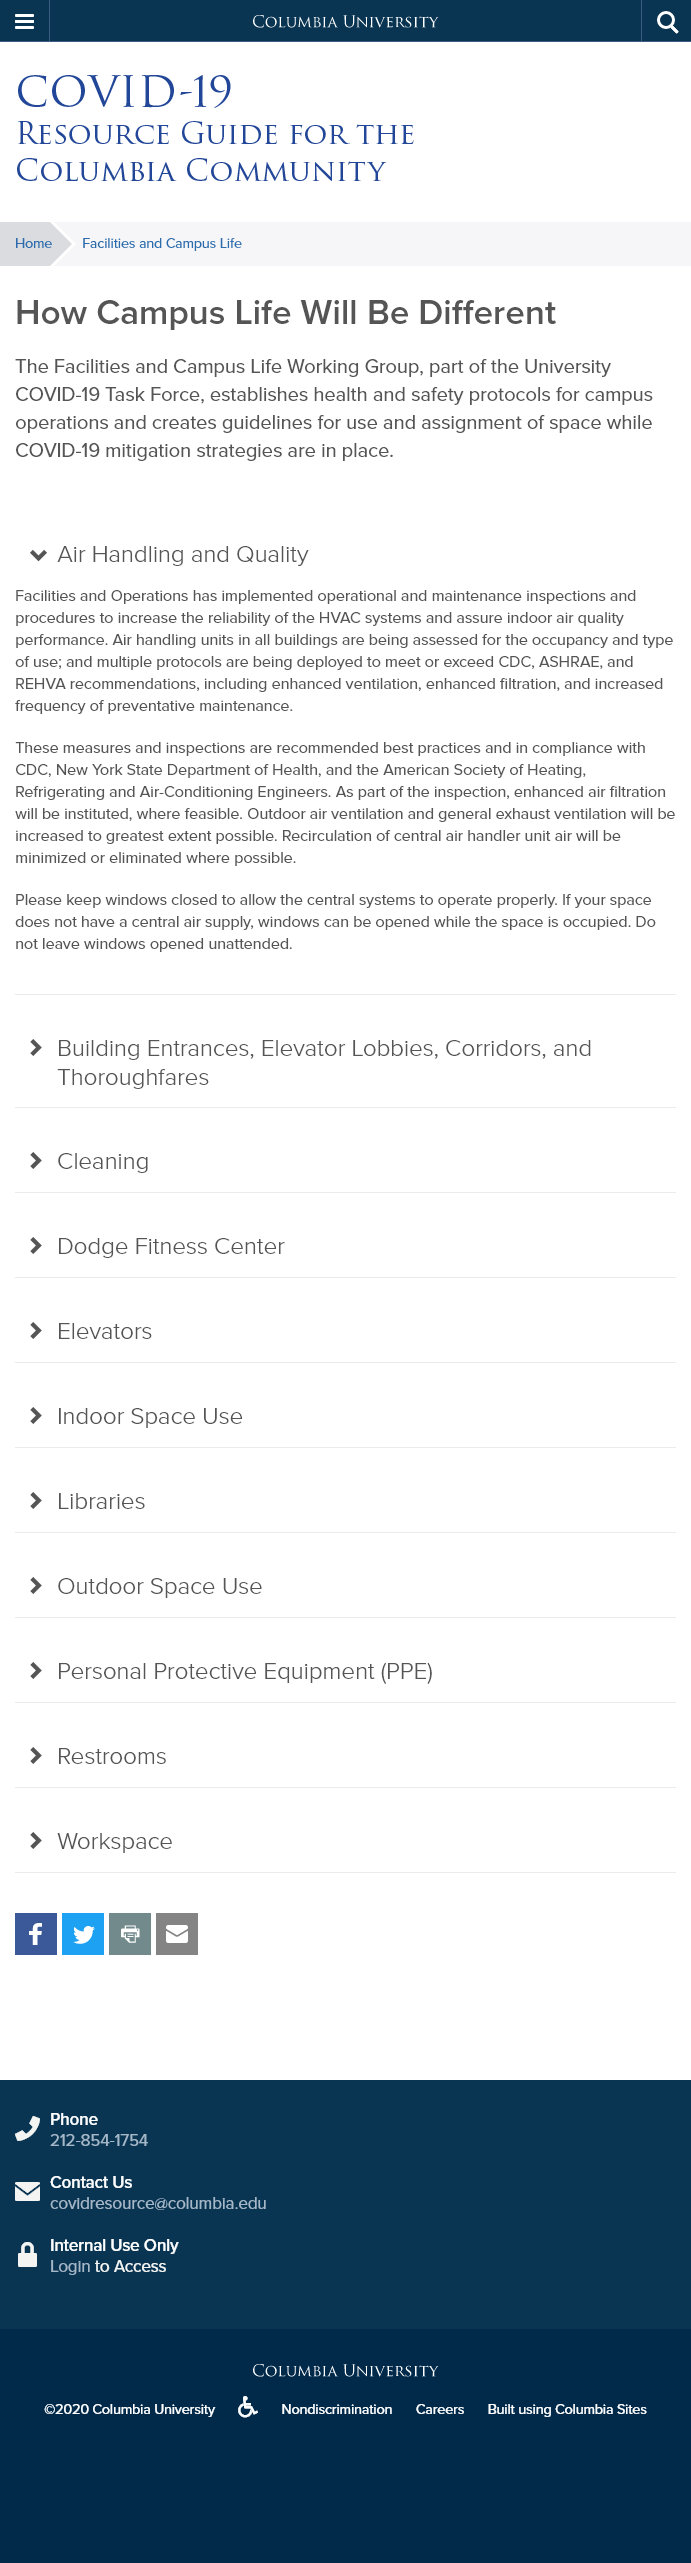 Columbia University
COVID-19
Resource Guide for the
Columbia Community
Home
Facilities and Campus Life
How Campus Life Will Be Different
The Facilities and Campus Life Working Group, part of the University
COVID-19 Task Force, establishes health and safety protocols for campus
operations and creates guidelines for use and assignment of space while
COVID-19 mitigation strategies are in place.
Air Handling and Quality
Facilities and Operations has implemented operational and maintenance inspections and
procedures to increase the reliability of the HVAC systems and assure indoor air quality
performance. Air handling units in all buildings are being assessed for the occupancy and type
of use; and multiple protocols are being deployed to meet or exceed CDC, ASHRAE, and
REHVA recommendations, including enhanced ventilation, enhanced filtration, and increased
frequency of preventative maintenance.
These measures and inspections are recommended best practices and in compliance with
CDC, New York State Department of Health, and the American Society of Heating,
Refrigerating and Air-Conditioning Engineers. As part of the inspection, enhanced air filtration
will be instituted, where feasible. Outdoor air ventilation and general exhaust ventilation will be
increased to greatest extent possible. Recirculation of central air handler unit air will be
minimized or eliminated where possible.
Please keep windows closed to allow the central systems to operate properly. If your space
does not have a central air supply, windows can be opened while the space is occupied. Do
not leave windows opened unattended.
Building Entrances, Elevator Lobbies, Corridors, and
Thoroughfares
Cleaning
Dodge Fitness Center
Elevators
Indoor Space Use
Libraries
Outdoor Space Use
Personal Protective Equipment (PPE)
Restrooms
Workspace
Phone
212-854-1754
Contact Us
covidresource@columbia.edu
Internal Use Only
Login to Access
Columbia University
©2020 Columbia University Nondiscrimination Careers Built using Columbia Sites